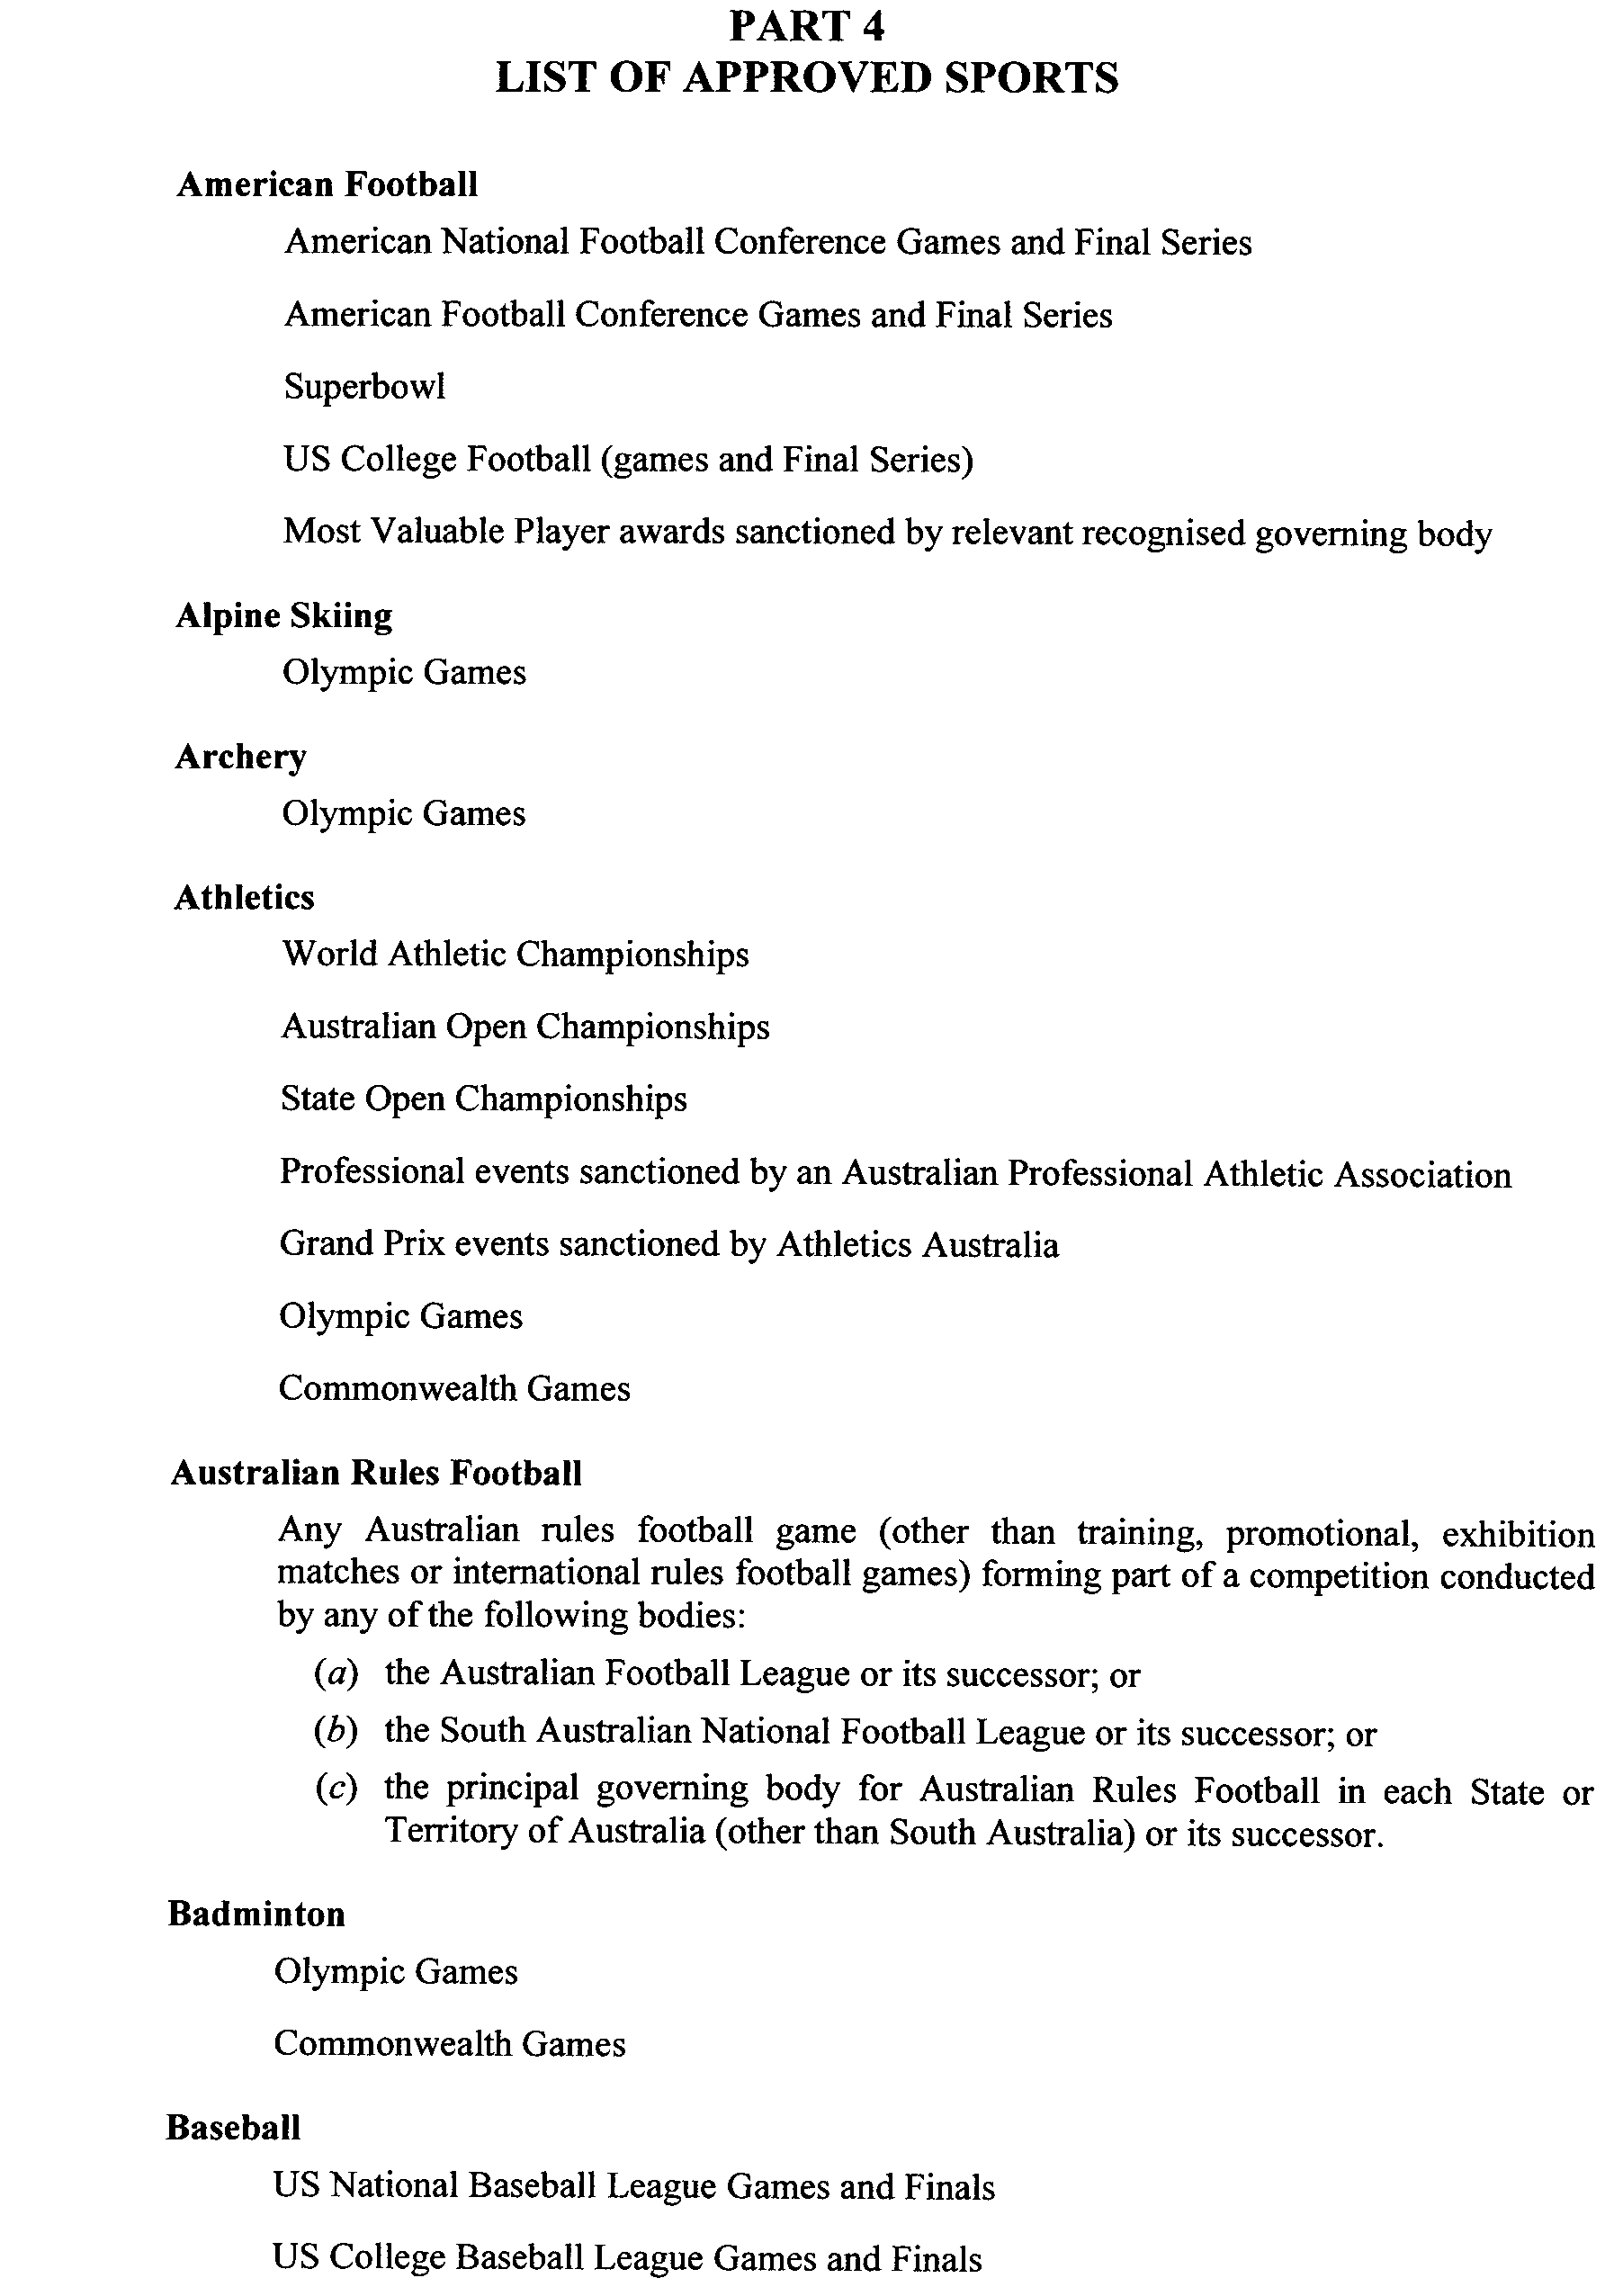 PART 4
LIST OF APPROVED SPORTS
American Football
American National Football Conference Games and Final Series
American Football Conference Games and Final Series
Superbowl
US College Football (games and Final Series)
Most Valuable Player awards sanctioned by relevant recognised governing body
Alpine Skiing
Olympic Games
Archery
Olympic Games
Athletics
World Athletic Championships
Australian Open Championships
State Open Championships
Professional events sanctioned by an Australian Professional Athletic Association
Grand Prix events sanctioned by Athletics Australia
Olympic Games
Commonwealth Games
Australian Rules Football
Any Australian rules football game (other than training, promotional, exhibition
matches or international rules football games) forming part of a competition conducted
by any of the following bodies:
(a) the Australian Football League or its successor; or
(b) the South Australian National Football League or its successor; or
(c) the principal governing body for Australian Rules Football in each State or
Territory of Australia (other than South Australia) or its successor.
Badminton
Olympic Games
Commonwealth Games
Baseball
US National Baseball League Games and Finals
US College Baseball League Games and Finals